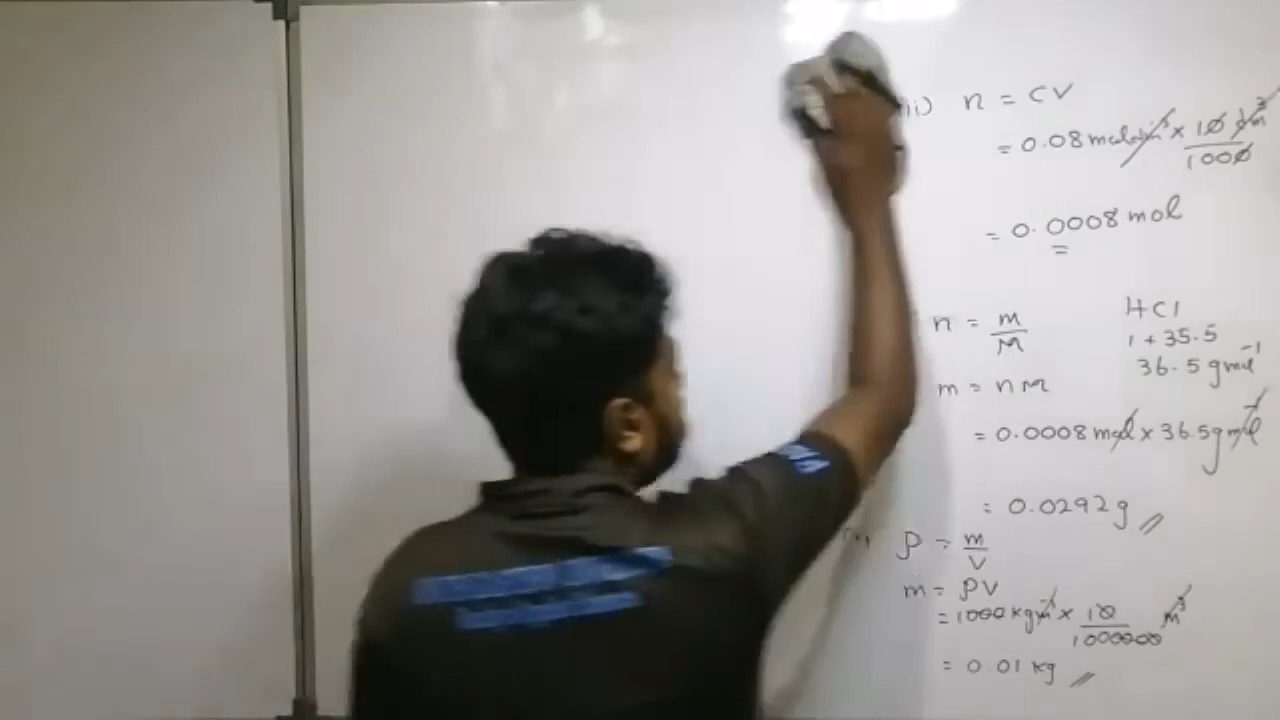 ii) n = CV
= 0.08 mol dm⁻³ × 10/1000 dm³
= 0.0008 mol
n = m/M
HCl
1 + 35.5
36.5 g mol⁻¹
m = nM
= 0.0008 mol × 36.5 g mol⁻¹
= 0.0292 g
ρ = m/V
m = ρV
= 1000 kg m⁻³ × 10/1000000 m³
= 0.01 kg